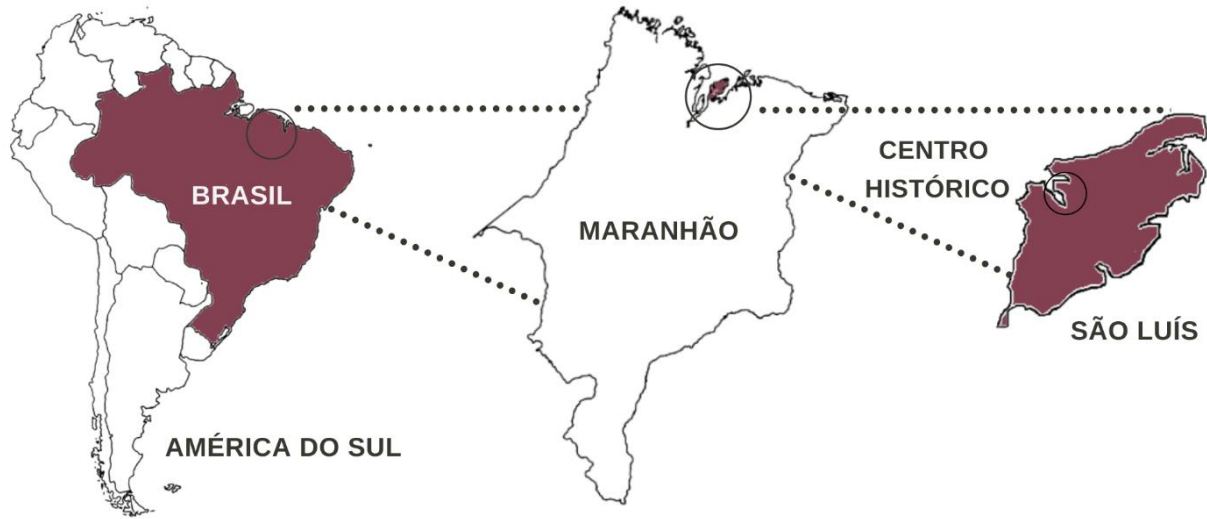 BRASIL
AMÉRICA DO SUL
MARANHÃO
CENTRO
HISTÓRICO
SÃO LUÍS